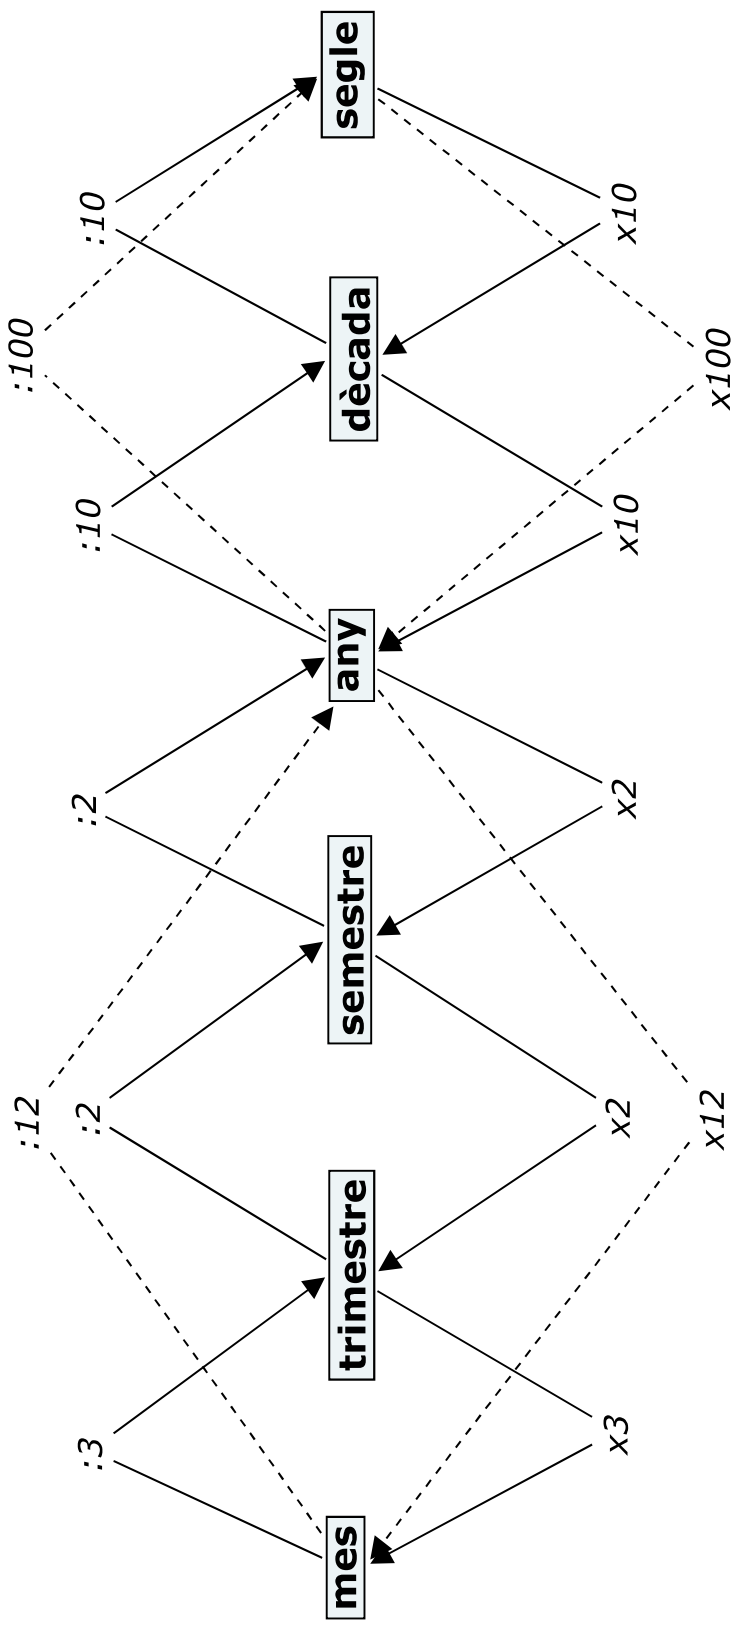 :12
:100
:3
:2
:2
:10
:10
mes
trimestre
semestre
any
dècada
segle
x3
x2
x2
x10
x10
x12
x100